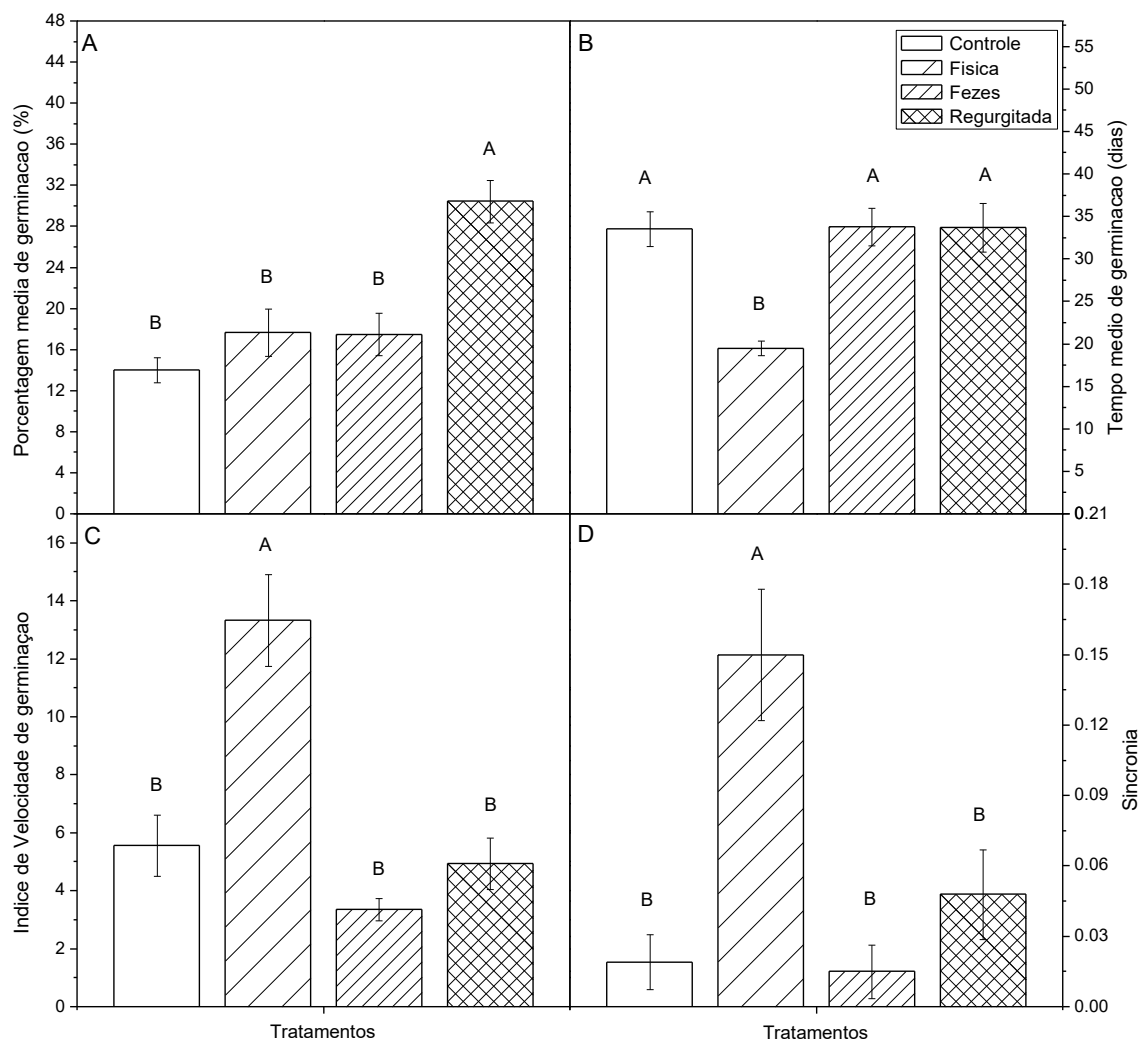 A
Porcentagem media de germinacao (%)
48
44
40
36
32
28
24
20
16
12
8
4
0
B
B
B
A
B
Controle
Fisica
Fezes
Regurgitada
A
B
A
A
55
50
45
40
35
30
25
20
15
10
5
0
Tempo medio de germinacao (dias)
C
Indice de Velocidade de germinaçao
16
14
12
10
8
6
4
2
0
B
A
B
B
Tratamentos
D
B
A
B
B
0.21
0.18
0.15
0.12
0.09
0.06
0.03
0.00
Sincronia
Tratamentos